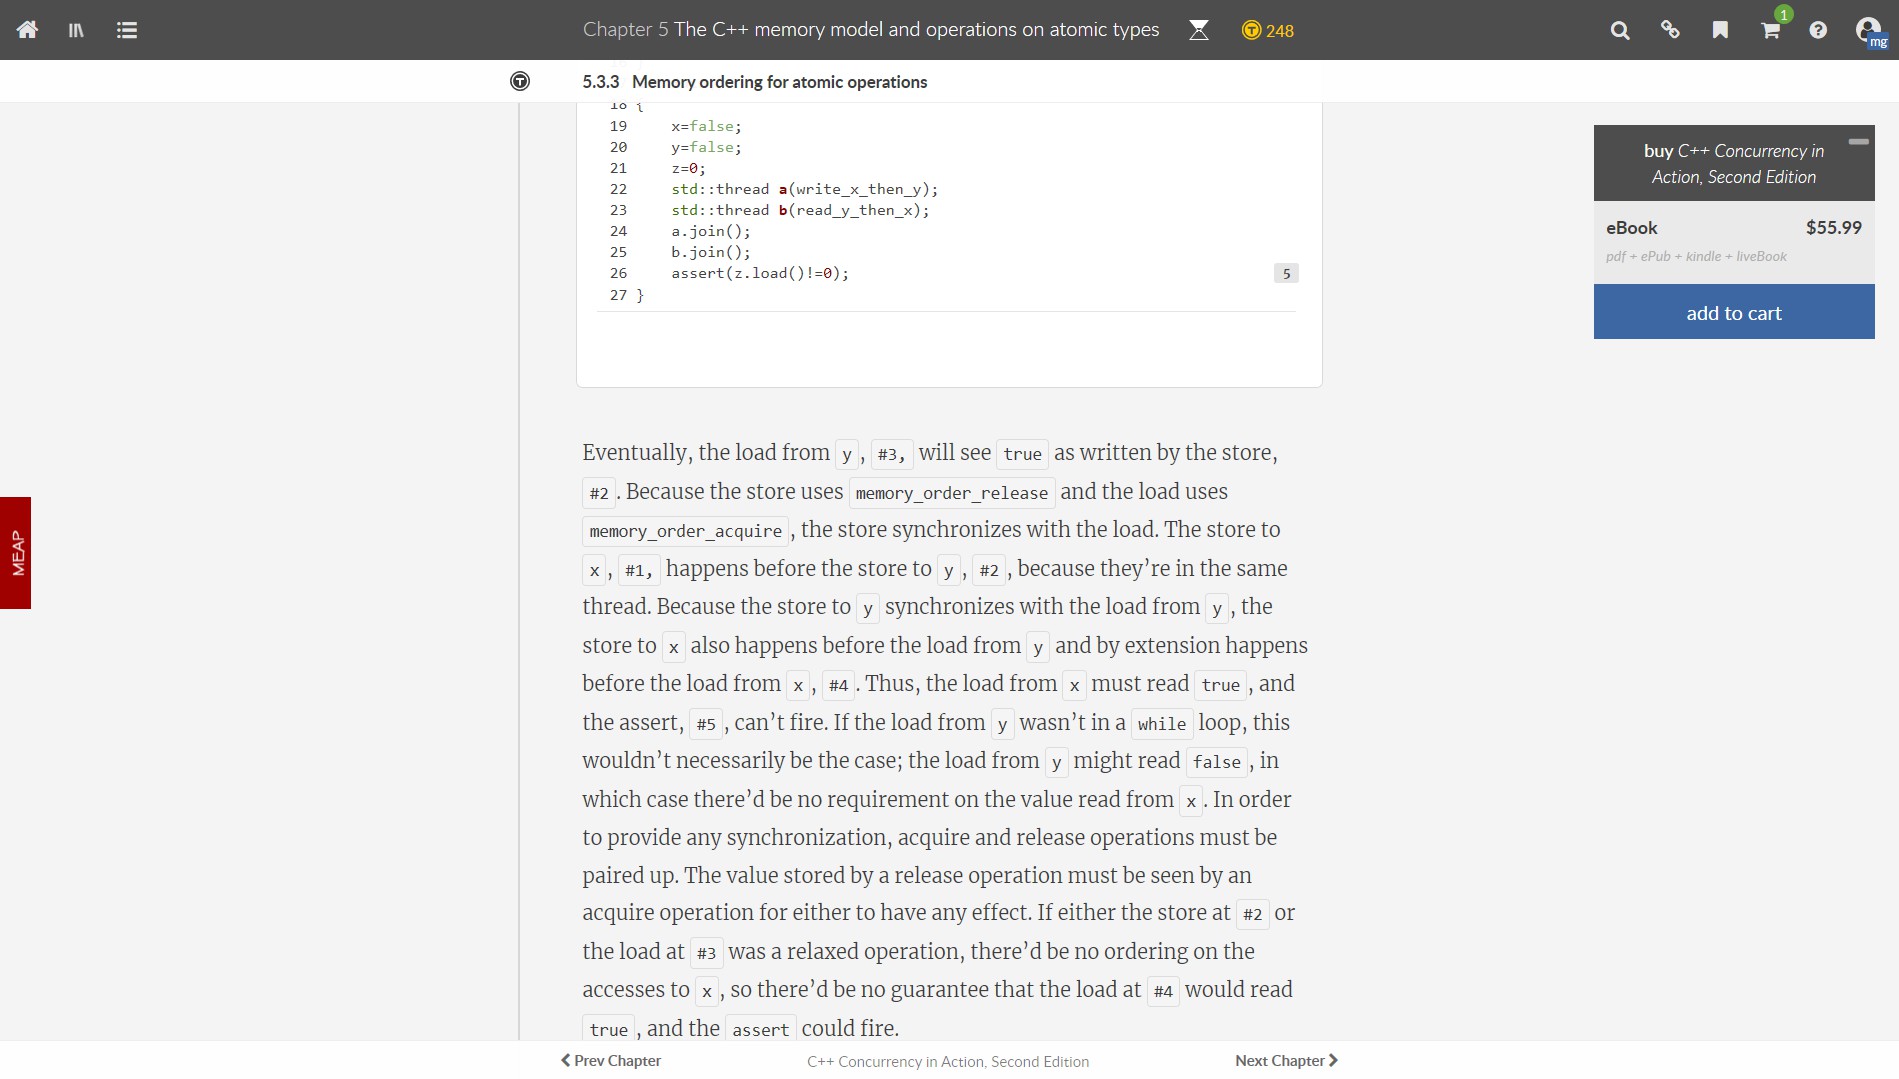 Chapter 5 The C++ memory model and operations on atomic types
248
1
mg
5.3.3 Memory ordering for atomic operations
18 {
19 x=false;
20 y=false;
21 z=0;
22 std::thread a(write_x_then_y);
23 std::thread b(read_y_then_x);
24 a.join();
25 b.join();
26 assert(z.load()!=0);
5
27 }
buy C++ Concurrency in
Action, Second Edition
eBook $55.99
pdf + ePub + kindle + liveBook
add to cart
MEAP
Eventually, the load from y, #3, will see true as written by the store,
#2. Because the store uses memory_order_release and the load uses
memory_order_acquire, the store synchronizes with the load. The store to
x, #1, happens before the store to y, #2, because they’re in the same
thread. Because the store to y synchronizes with the load from y, the
store to x also happens before the load from y and by extension happens
before the load from x, #4. Thus, the load from x must read true, and
the assert, #5, can’t fire. If the load from y wasn’t in a while loop, this
wouldn’t necessarily be the case; the load from y might read false, in
which case there’d be no requirement on the value read from x. In order
to provide any synchronization, acquire and release operations must be
paired up. The value stored by a release operation must be seen by an
acquire operation for either to have any effect. If either the store at #2 or
the load at #3 was a relaxed operation, there’d be no ordering on the
accesses to x, so there’d be no guarantee that the load at #4 would read
true, and the assert could fire.
Prev Chapter
C++ Concurrency in Action, Second Edition
Next Chapter